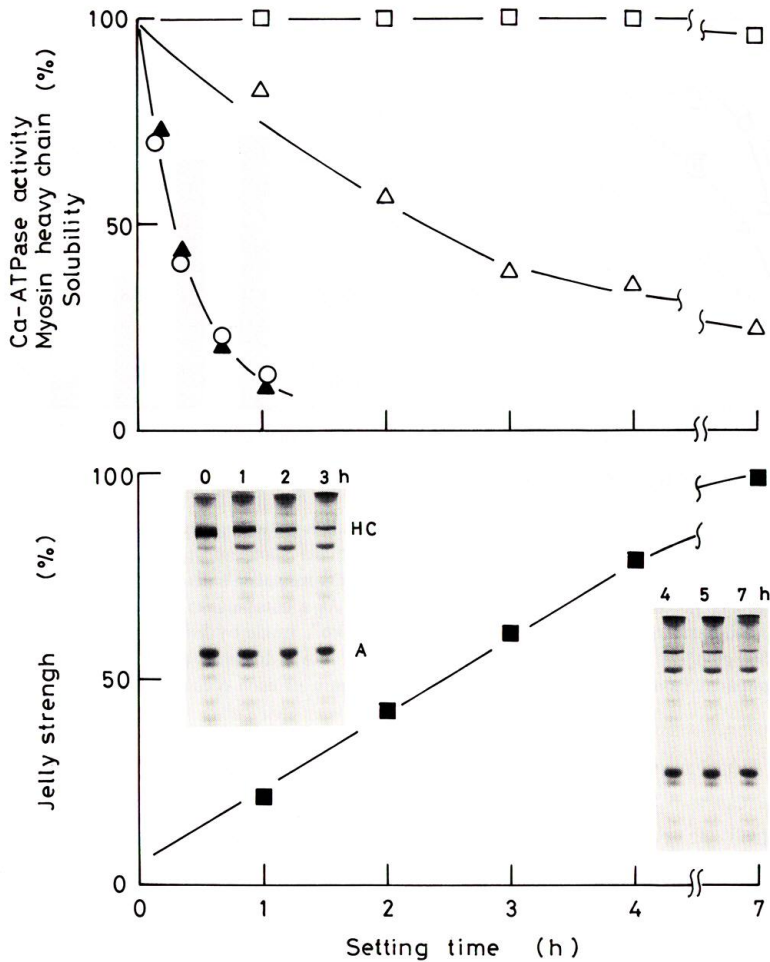 100
50
0
Ca-ATPase activity (%)
Myosin heavy chain
Solubility
100
50
0
Jelly strengh (%)
0 1 2 3 h
HC
A
4 5 7 h
0 1 2 3 4 7
Setting time (h)